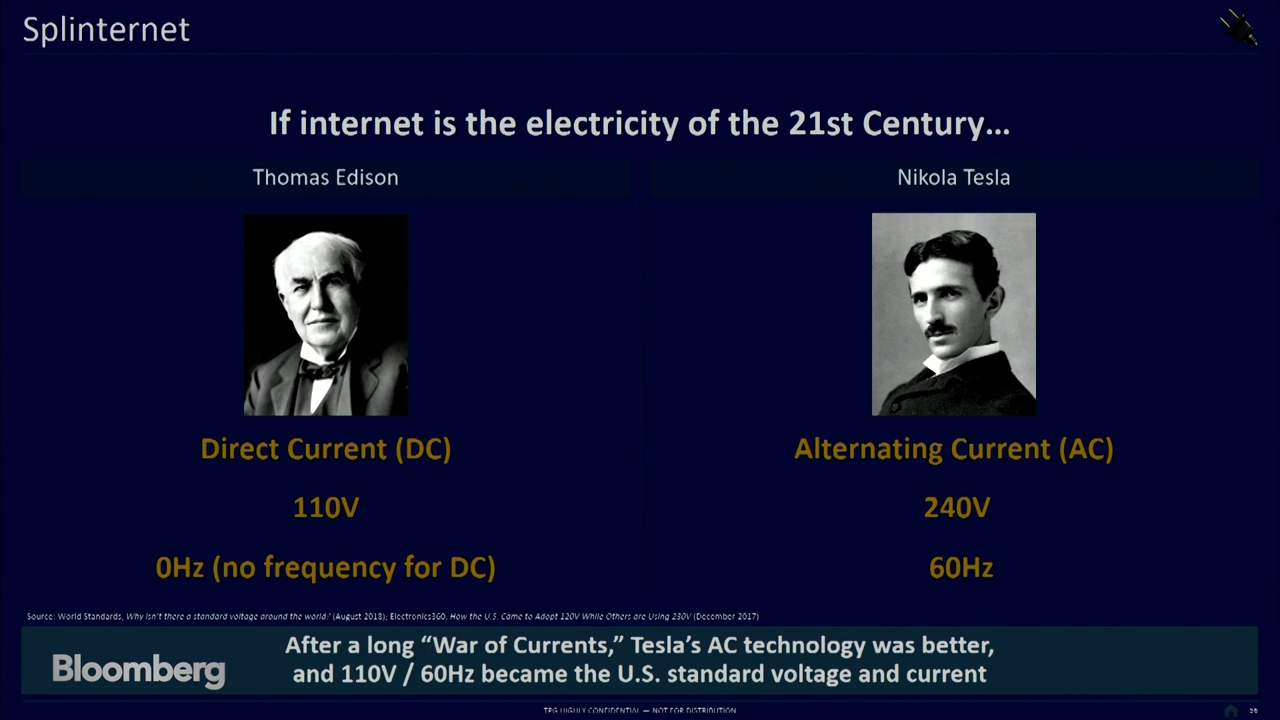 Splinternet
If internet is the electricity of the 21st Century...
Thomas Edison
Nikola Tesla
Direct Current (DC)
110V
0Hz (no frequency for DC)
Alternating Current (AC)
240V
60Hz
Source: World Standards, Why isn't there a standard voltage around the world?" (August 2018); Electronics360, How the U.S. Came to Adopt 120V While Others are Using 230V (December 2017)
Bloomberg
After a long “War of Currents,” Tesla’s AC technology was better,
and 110V / 60Hz became the U.S. standard voltage and current
TPG HIGHLY CONFIDENTIAL — NOT FOR DISTRIBUTION